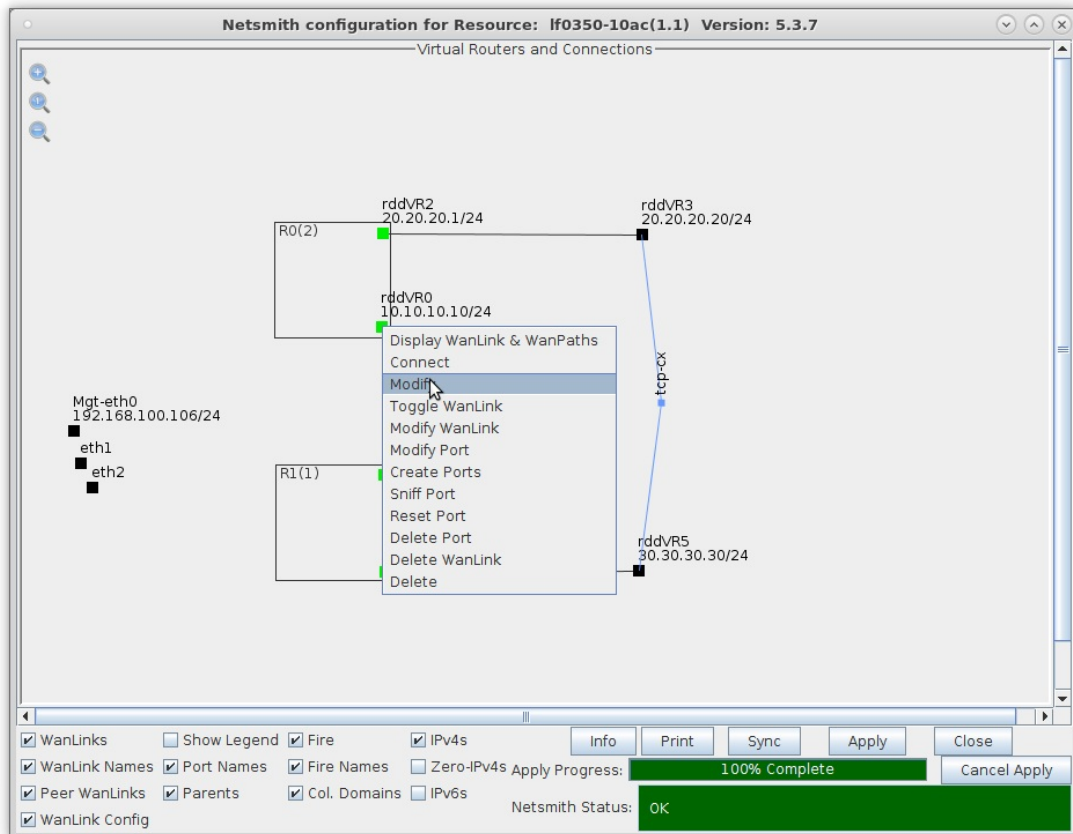 Netsmith configuration for Resource: lf0350-10ac(1.1) Version: 5.3.7
Virtual Routers and Connections
rddVR2
20.20.20.1/24
rddVR3
20.20.20.20/24
R0(2)
rddVR0
10.10.10.10/24
Display WanLink & WanPaths
Connect
Modify
Toggle WanLink
Modify WanLink
Modify Port
Create Ports
Sniff Port
Reset Port
Delete Port
Delete WanLink
Delete
tcp-cx
Mgt-eth0
192.168.100.106/24
eth1
eth2
R1(1)
rddVR5
30.30.30.30/24
WanLinks Show Legend Fire IPv4s Info Print Sync Apply Close
WanLink Names Port Names Fire Names Zero-IPv4s Apply Progress: 100% Complete Cancel Apply
Peer WanLinks Parents Col. Domains IPv6s
Netsmith Status: OK
WanLink Config